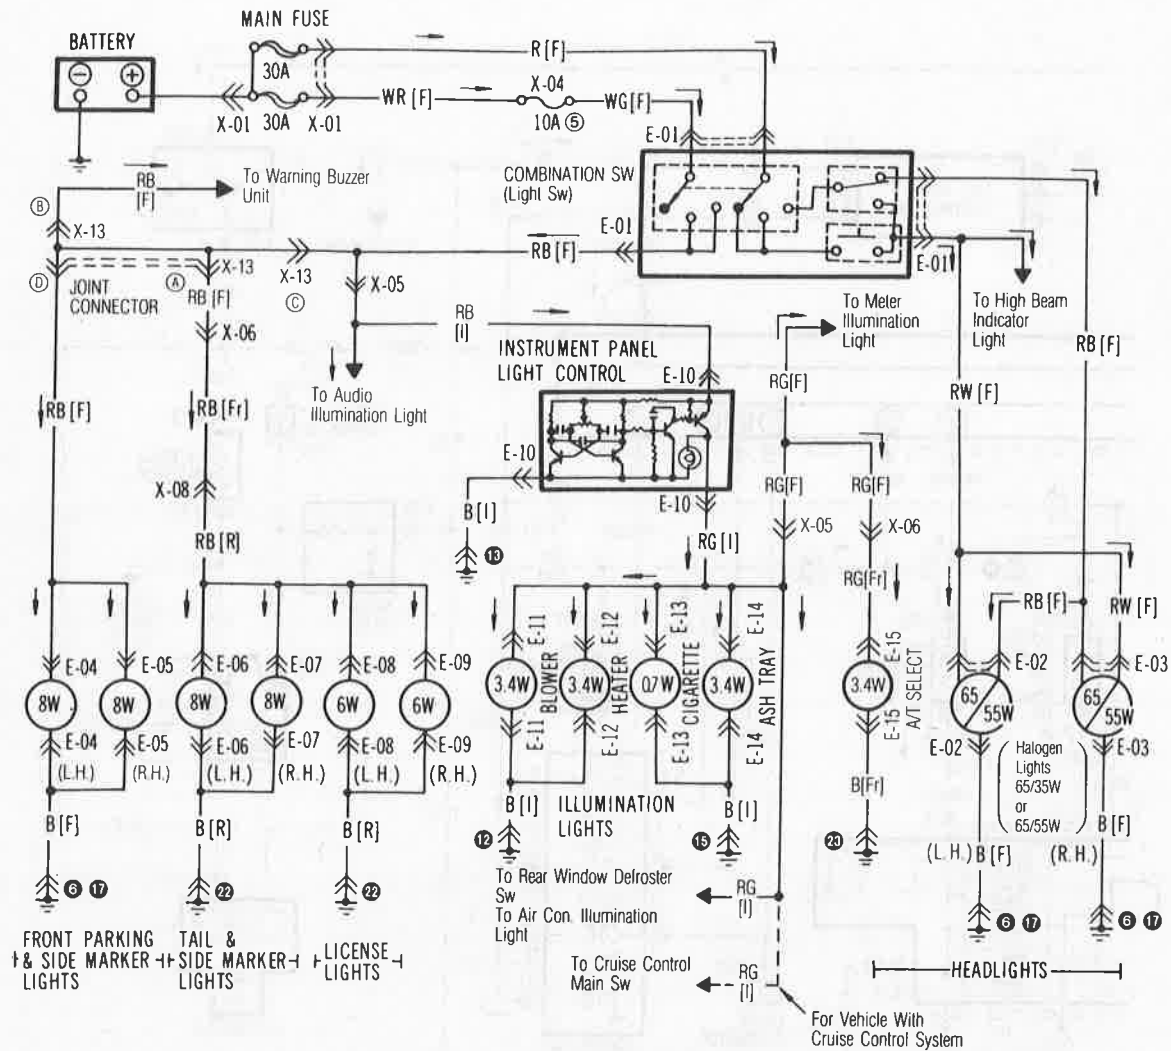 MAIN FUSE
BATTERY
30A
30A
X-01
X-01
R [F]
WR [F]
X-04
10A ⑤
WG[F]
E-01
COMBINATION SW
(Light Sw)
E-01
E-01
RB
[F]
To Warning Buzzer
Unit
Ⓑ
X-13
RB [F]
Ⓓ
Ⓐ
X-13
X-13
Ⓒ
JOINT
CONNECTOR
RB [F]
X-06
X-05
RB
[I]
To Audio
Illumination Light
INSTRUMENT PANEL
LIGHT CONTROL
E-10
E-10
E-10
To Meter
Illumination
Light
To High Beam
Indicator
Light
RB [F]
RG[F]
RW [F]
RB [F]
RB [Fr]
X-08
RB [R]
B [I]
⓭
RG [I]
RG[F]
X-05
RG[F]
X-06
RG[Fr]
RB [F]
RW [F]
E-04
E-05
E-06
E-07
E-08
E-09
8W
8W
8W
8W
6W
6W
E-04
(L.H.)
E-05
(R.H.)
E-06
(L.H.)
E-07
(R.H.)
E-08
(L.H.)
E-09
(R.H.)
E-11
E-12
E-13
E-14
3.4W
BLOWER
3.4W
HEATER
0.7W
CIGARETTE
3.4W
ASH TRAY
E-11
E-12
E-13
E-14
E-15
3.4W
A/T SELECT
E-15
E-02
E-03
65
55W
65
55W
E-02
E-03
Halogen
Lights
65/35W
or
65/55W
B [F]
B [R]
B [R]
B [I]
ILLUMINATION
LIGHTS
B [I]
B[Fr]
(L.H.) B [F]
(R.H.)
B [F]
❻ ⓱
㉒
㉒
⓬
⓯
㉓
❻ ⓱
❻ ⓱
To Rear Window Defroster
Sw
To Air Con. Illumination
Light
RG
[I]
To Cruise Control
Main Sw
RG
[I]
For Vehicle With
Cruise Control System
FRONT PARKING
& SIDE MARKER
LIGHTS
TAIL &
SIDE MARKER
LIGHTS
LICENSE
LIGHTS
HEADLIGHTS